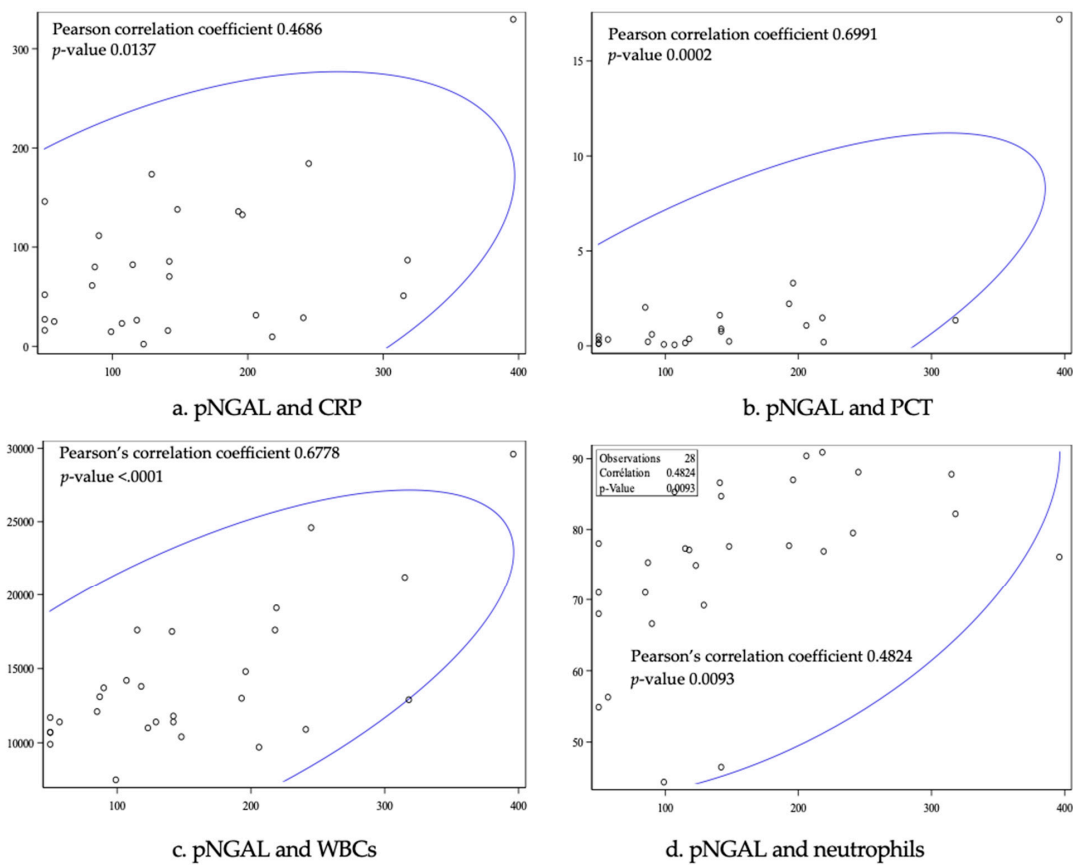 Pearson correlation coefficient 0.4686
p-value 0.0137
300
200
100
0
100 200 300 400
a. pNGAL and CRP
Pearson correlation coefficient 0.6991
p-value 0.0002
15
10
5
0
100 200 300 400
b. pNGAL and PCT
Pearson's correlation coefficient 0.6778
p-value <.0001
30000
25000
20000
15000
10000
100 200 300 400
c. pNGAL and WBCs
Observations 28
Corrélation 0.4824
p-Value 0.0093
90
80
70
60
50
Pearson's correlation coefficient 0.4824
p-value 0.0093
100 200 300 400
d. pNGAL and neutrophils